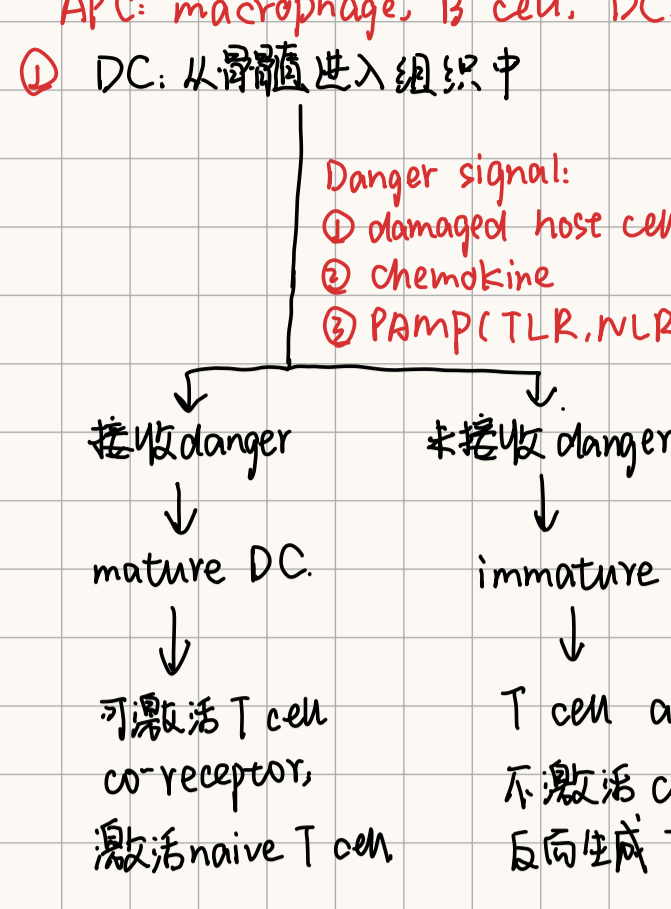 APC: macrophage, B cell, DC
① DC: 从骨髓进入组织中
Danger signal:
① damaged host cell
② chemokine
③ PAMP(TLR, NLR
接收danger 未接收danger
mature DC. immature
可激活 T cell T cell a
co-receptor, 不激活 c
激活naive T cell, 反而生成